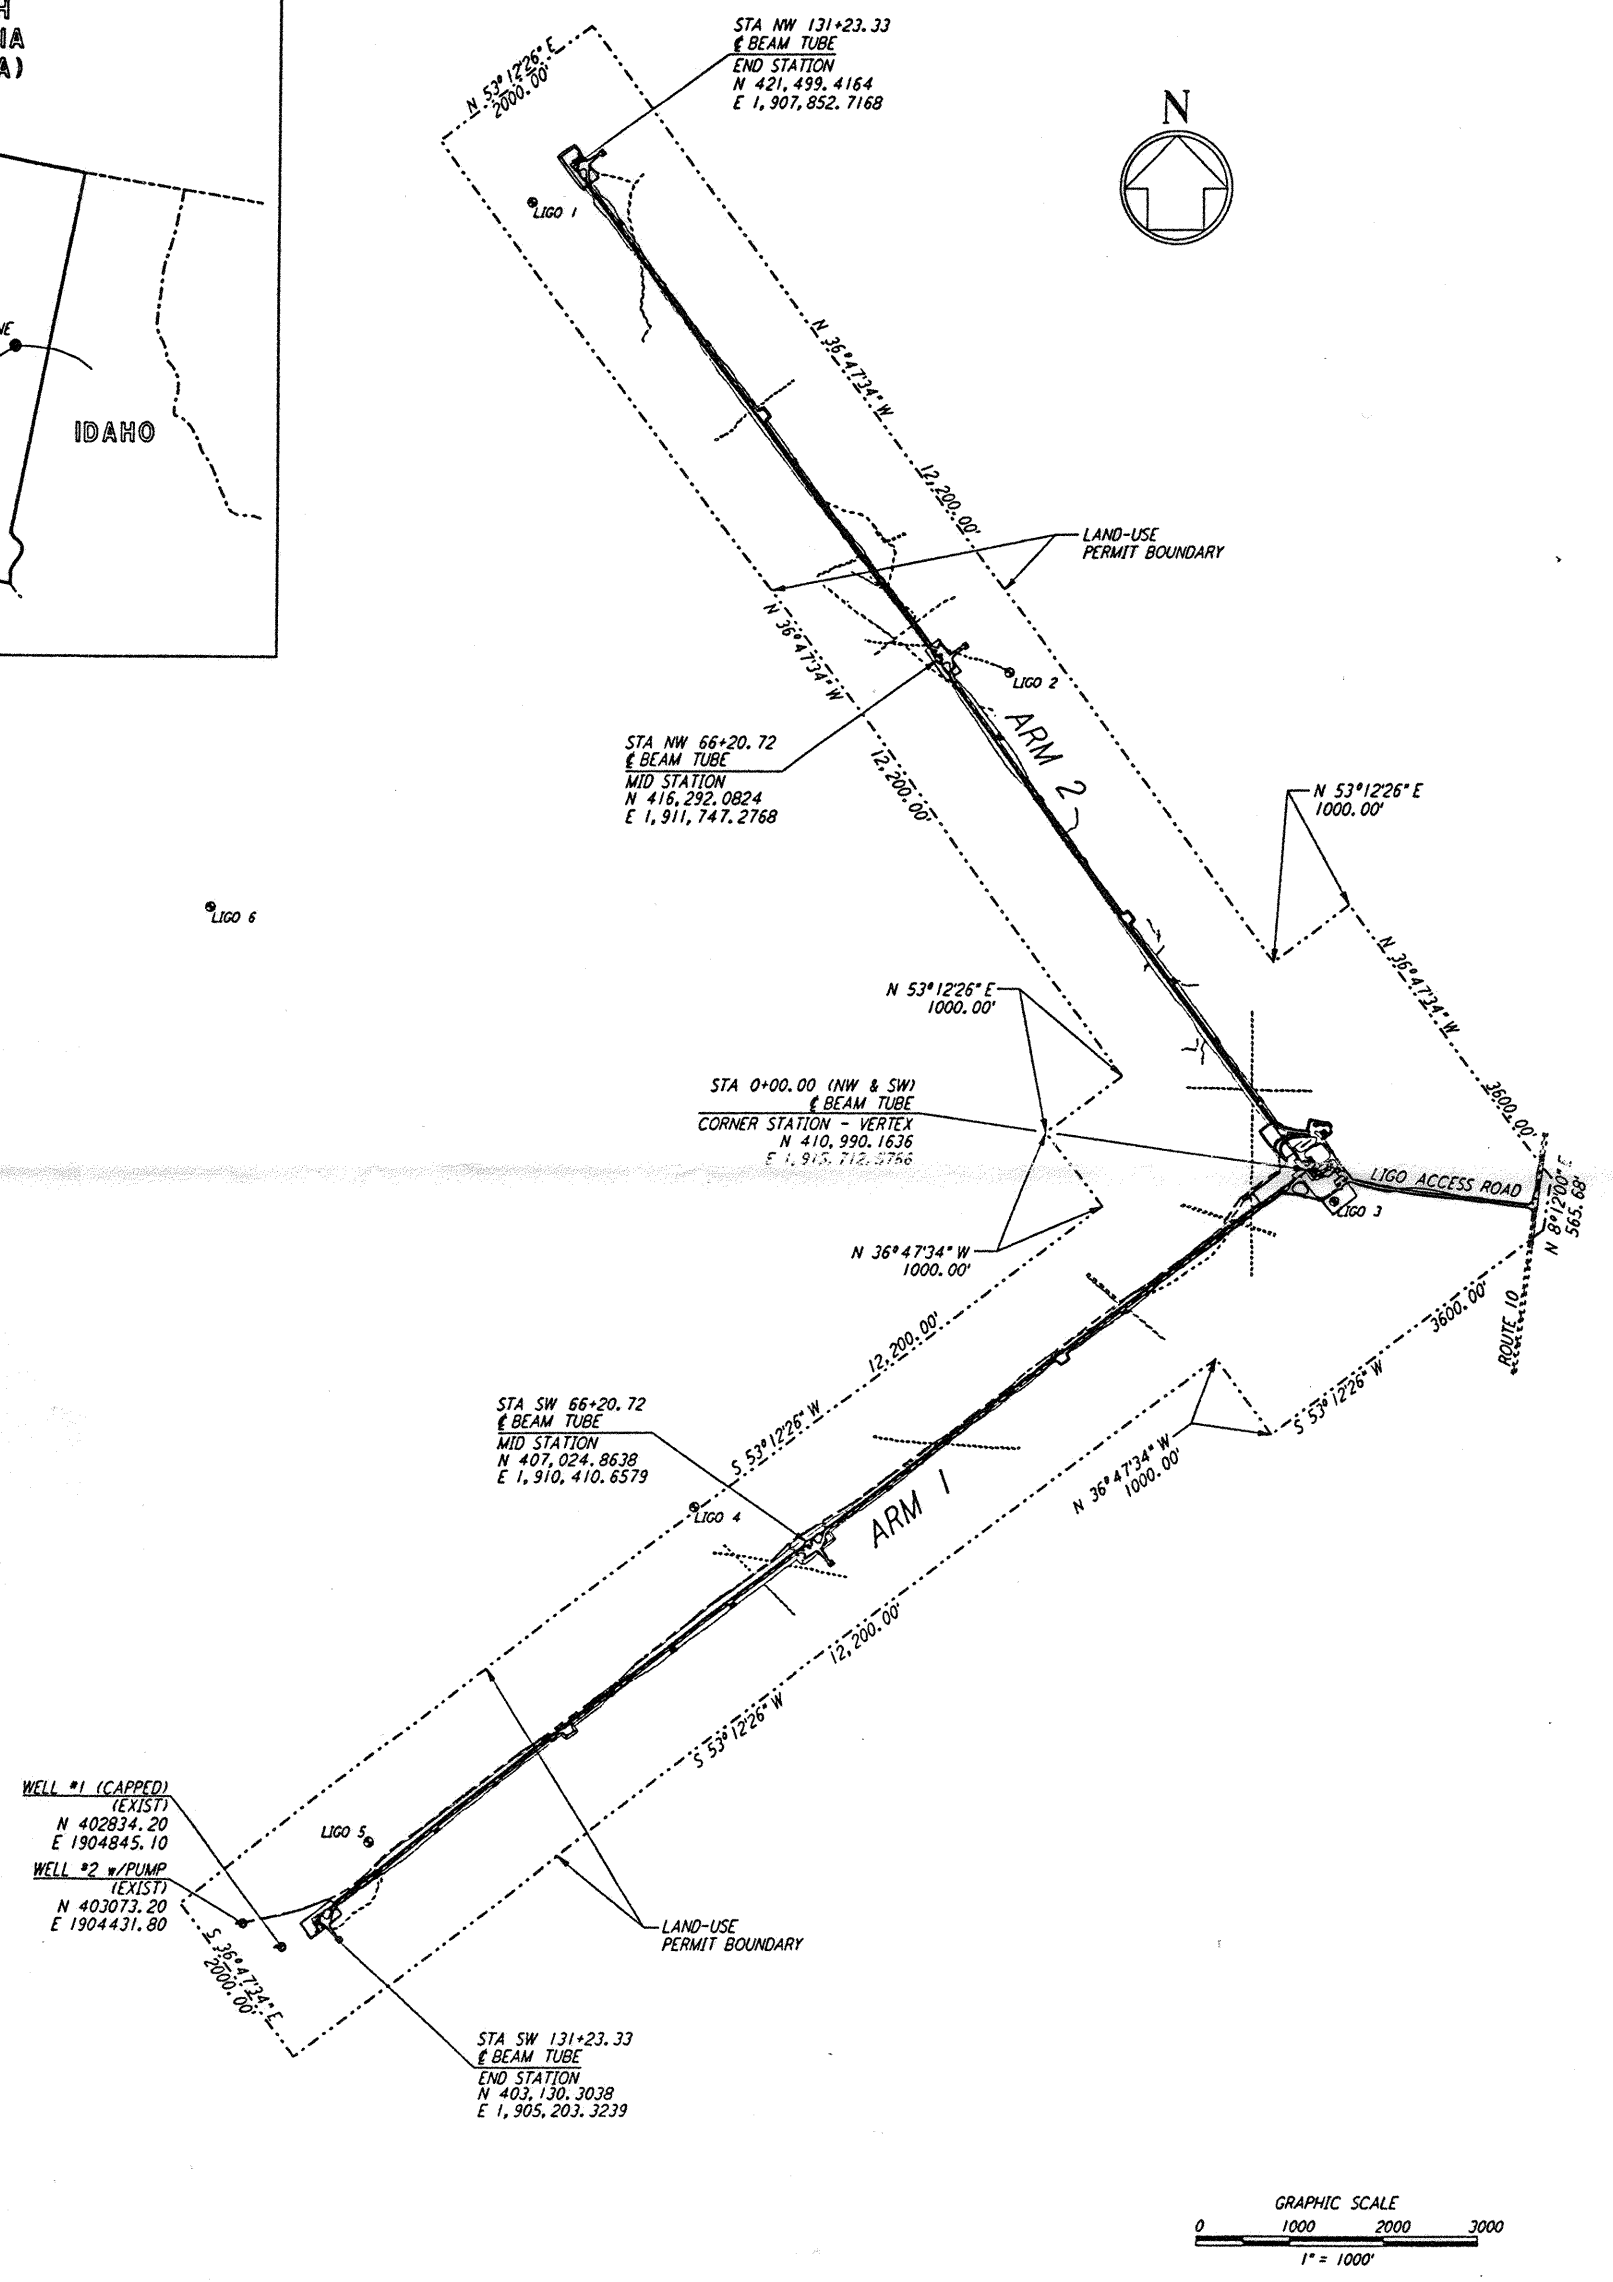 H
IA
A)
NE
IDAHO
STA NW 131+23.33
℄ BEAM TUBE
END STATION
N 421,499.4164
E 1,907,852.7168
N 53°12'26" E
2000.00'
N
LIGO 1
N 36°47'34" W
12,200.00'
LAND-USE
PERMIT BOUNDARY
N 36°47'34" W
12,200.00'
LIGO 2
ARM 2
STA NW 66+20.72
℄ BEAM TUBE
MID STATION
N 416,292.0824
E 1,911,747.2768
N 53°12'26" E
1000.00'
LIGO 6
N 36°47'34" W
3600.00'
N 53°12'26" E
1000.00'
STA 0+00.00 (NW & SW)
℄ BEAM TUBE
CORNER STATION - VERTEX
N 410,990.1636
LIGO ACCESS ROAD
LIGO 3
N 8°12'00" E
565.68'
N 36°47'34" W
1000.00'
ROUTE 10
12,200.00'
S 53°12'26" W
3600.00'
S 53°12'26" W
STA SW 66+20.72
℄ BEAM TUBE
MID STATION
N 407,024.8638
E 1,910,410.6579
N 36°47'34" W
1000.00'
LIGO 4
ARM 1
12,200.00'
S 53°12'26" W
WELL #1 (CAPPED)
(EXIST)
N 402834.20
E 1904845.10
WELL #2 w/PUMP
(EXIST)
N 403073.20
E 1904431.80
LIGO 5
S 36°47'34" E
2000.00'
LAND-USE
PERMIT BOUNDARY
STA SW 131+23.33
℄ BEAM TUBE
END STATION
N 403,130.3038
E 1,905,203.3239
GRAPHIC SCALE
0 1000 2000 3000
1" = 1000'